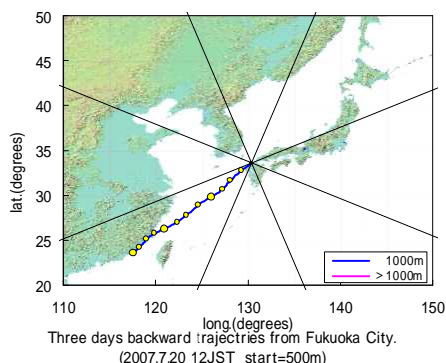 50
45
40
35
30
25
20
lat.(degrees)
110 120 130 140 150
long.(degrees)
1000m
>1000m
Three days backward trajectries from Fukuoka City.
(2007.7.20 12JST start=500m)